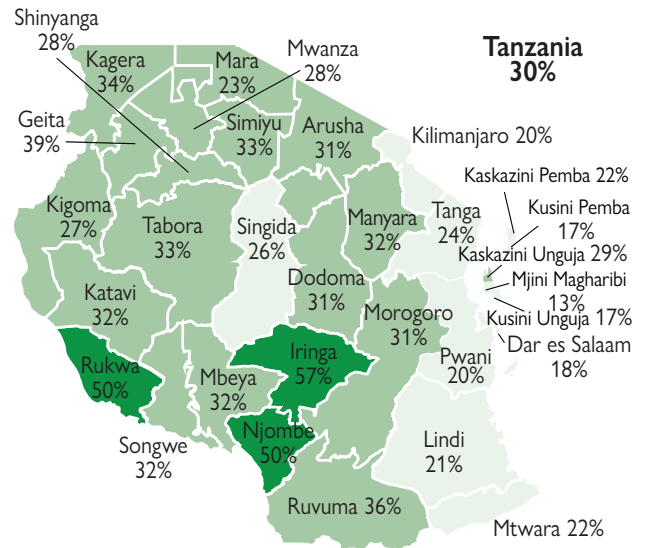 Shinyanga
28%
Kagera
34%
Mara
23%
Mwanza
28%
Tanzania
30%
Geita
39%
Simiyu
33%
Arusha
31%
Kilimanjaro 20%
Kaskazini Pemba 22%
Kigoma
27%
Tabora
33%
Singida
26%
Manyara
32%
Tanga
24%
Kusini Pemba
17%
Kaskazini Unguja 29%
Mjini Magharibi
13%
Kusini Unguja 17%
Dar es Salaam
18%
Katavi
32%
Dodoma
31%
Morogoro
31%
Pwani
20%
Rukwa
50%
Mbeya
32%
Iringa
57%
Songwe
32%
Njombe
50%
Lindi
21%
Ruvuma 36%
Mtwara 22%